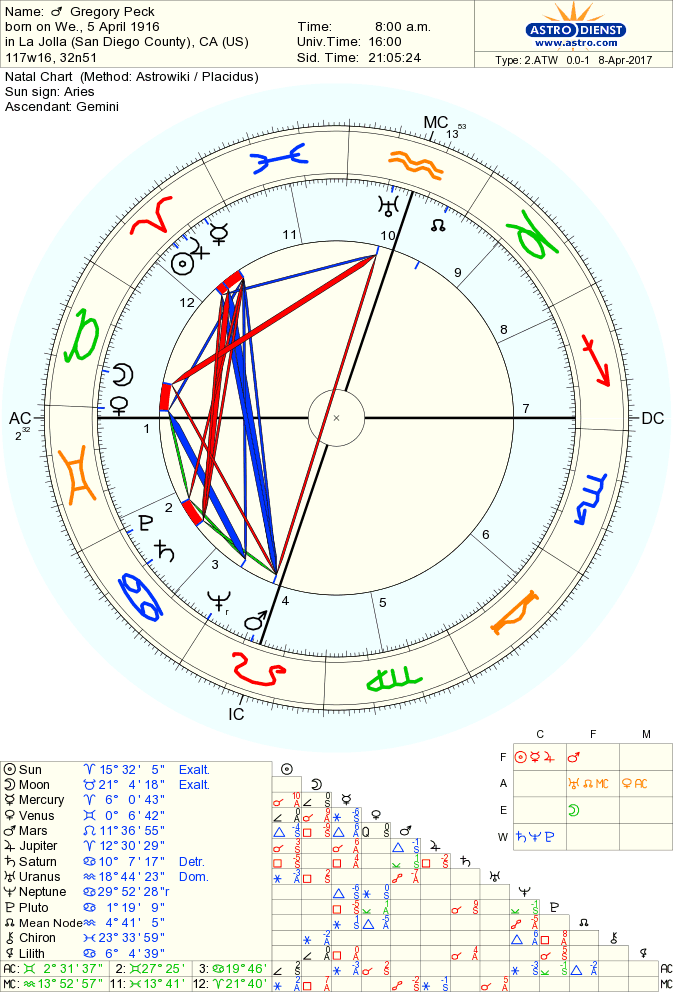 Name: ♂ Gregory Peck
born on We., 5 April 1916
in La Jolla (San Diego County), CA (US)
117w16, 32n51
Time: 8:00 a.m.
Univ.Time: 16:00
Sid. Time: 21:05:24
ASTRO DIENST
www.astro.com
Type: 2.ATW 0.0-1 8-Apr-2017
Natal Chart (Method: Astrowiki / Placidus)
Sun sign: Aries
Ascendant: Gemini
MC 13 53
11
10
9
12
8
AC
2 32
1
7
DC
2
6
3
r
4
5
IC
C F M
F ☉ ☿ ♃ ♂
A ♅ ☊ MC ♀ AC
E ☽
W ♄ ♆ ♇
☉ Sun ♈ 15° 32' 5" Exalt.
☽ Moon ♉ 21° 4' 18" Exalt.
☿ Mercury ♈ 6° 0' 43"
♀ Venus ♊ 0° 6' 42"
♂ Mars ♌ 11° 36' 55"
♃ Jupiter ♈ 12° 30' 29"
♄ Saturn ♋ 10° 7' 17" Detr.
♅ Uranus ♒ 18° 44' 23" Dom.
♆ Neptune ♋ 29° 52' 28" r
♇ Pluto ♋ 1° 19' 9"
☊ Mean Node ♒ 4° 41' 5"
⚷ Chiron ♓ 23° 33' 59"
⚸ Lilith ♋ 6° 4' 39"
AC: ♊ 2° 31' 37" 2: ♊ 27° 25' 3: ♋ 19° 46'
MC: ♒ 13° 52' 57" 11: ♓ 13° 41' 12: ♈ 21° 40'
AC
MC